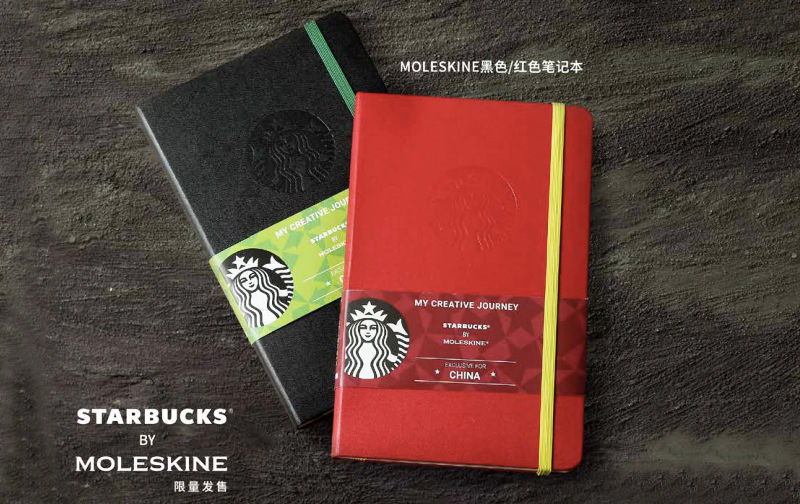 MOLESKINE黑色/红色笔记本
MY CREATIVE JOUR
STARBUCKS
BY
MOLESKINE
MY CREATIVE JOURNEY
STARBUCKS®
BY
MOLESKINE®
EXCLUSIVE FOR
CHINA
STARBUCKS®
BY
MOLESKINE
限量发售